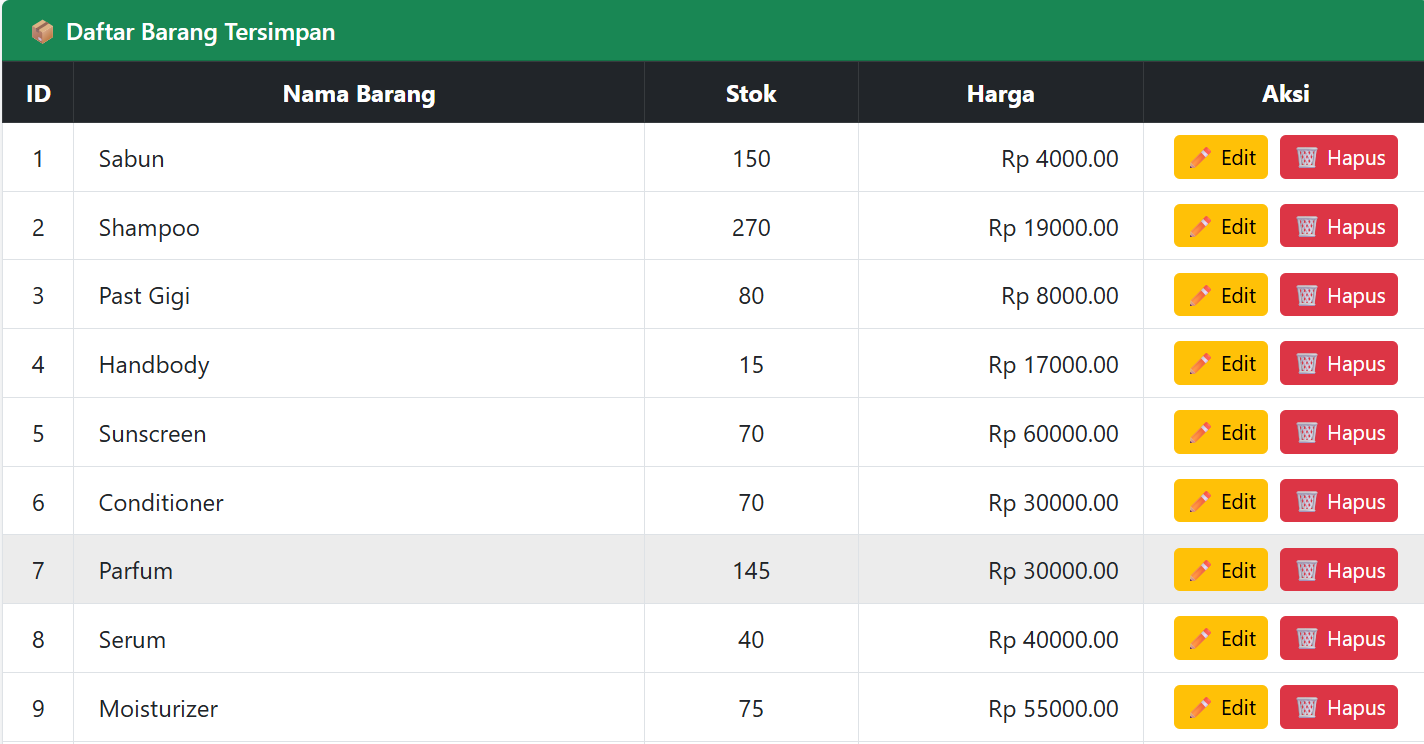 Daftar Barang Tersimpan
ID Nama Barang Stok Harga Aksi
1 Sabun 150 Rp 4000.00 Edit Hapus
2 Shampoo 270 Rp 19000.00 Edit Hapus
3 Past Gigi 80 Rp 8000.00 Edit Hapus
4 Handbody 15 Rp 17000.00 Edit Hapus
5 Sunscreen 70 Rp 60000.00 Edit Hapus
6 Conditioner 70 Rp 30000.00 Edit Hapus
7 Parfum 145 Rp 30000.00 Edit Hapus
8 Serum 40 Rp 40000.00 Edit Hapus
9 Moisturizer 75 Rp 55000.00 Edit Hapus